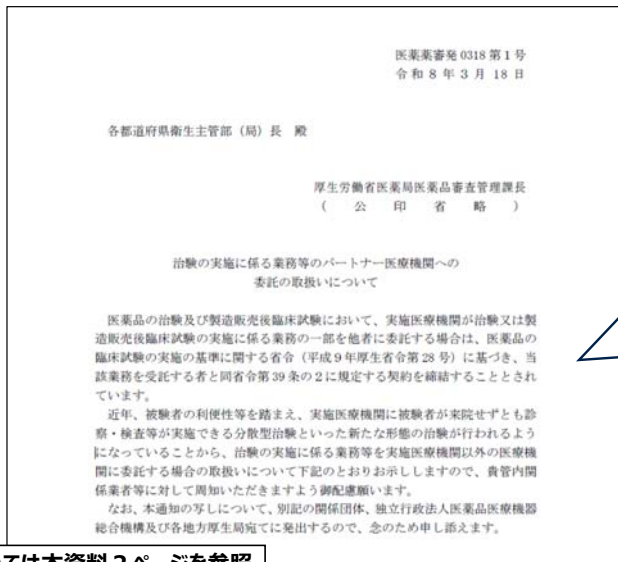 医薬薬審発 0318 第1号
令和8年3月18日
各都道府県衛生主管部（局）長 殿
厚生労働省医薬局医薬品審査管理課長
（ 公 印 省 略 ）
治験の実施に係る業務等のパートナー医療機関への
委託の取扱いについて
医薬品の治験及び製造販売後臨床試験において、実施医療機関が治験又は製
造販売後臨床試験の実施に係る業務の一部を他者に委託する場合は、医薬品の
臨床試験の実施の基準に関する省令（平成9年厚生省令第28号）に基づき、当
該業務を受託する者と同省令第39条の2に規定する契約を締結することとされ
ています。
近年、被験者の利便性等を踏まえ、実施医療機関に被験者が来院せずとも診
察・検査等が実施できる分散型治験といった新たな形態の治験が行われるよう
になっていることから、治験の実施に係る業務等を実施医療機関以外の医療機
関に委託する場合の取扱いについて下記のとおりお示ししますので、貴管内関
係業者等に対して周知いただきますよう御配慮願います。
なお、本通知の写しについて、別記の関係団体、独立行政法人医薬品医療機器
総合機構及び各地方厚生局宛てに発出するので、念のため申し添えます。
ては本資料2ページを参照